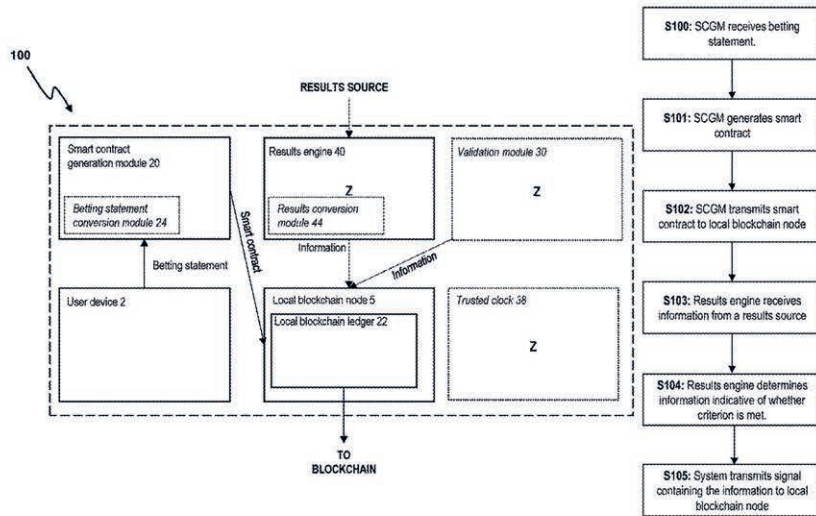 100
RESULTS SOURCE
Smart contract
generation module 20
Betting statement
conversion module 24
Results engine 40
Z
Results conversion
module 44
Validation module 30
Z
Smart contract
Information
Information
Betting statement
User device 2
Local blockchain node 5
Local blockchain ledger 22
Trusted clock 38
Z
TO
BLOCKCHAIN
S100: SCGM receives betting
statement.
S101: SCGM generates smart
contract
S102: SCGM transmits smart
contract to local blockchain
node
S103: Results engine receives
information from a results
source
S104: Results engine determines
information indicative of whether
criterion is met.
S105: System transmits signal
containing the information to local
blockchain node